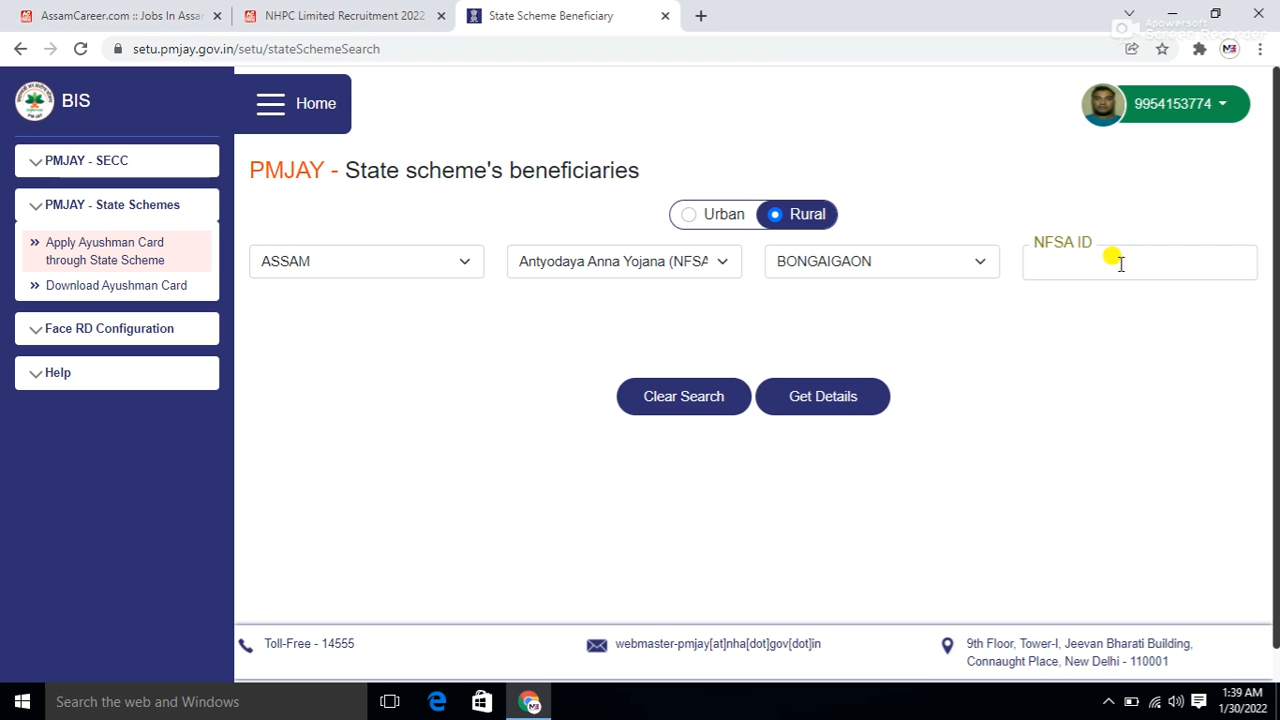 AssamCareer.com :: Jobs In Assa
NHPC Limited Recruitment 2022
State Scheme Beneficiary
Apowersoft
Screen Recorder
setu.pmjay.gov.in/setu/stateSchemeSearch
BIS
Home
9954153774
PMJAY - SECC
PMJAY - State Schemes
Apply Ayushman Card
through State Scheme
Download Ayushman Card
Face RD Configuration
Help
PMJAY - State scheme's beneficiaries
Urban
Rural
NFSA ID
ASSAM
Antyodaya Anna Yojana (NFSA
BONGAIGAON
Clear Search
Get Details
Toll-Free - 14555
webmaster-pmjay[at]nha[dot]gov[dot]in
9th Floor, Tower-I, Jeevan Bharati Building,
Connaught Place, New Delhi - 110001
Search the web and Windows
1:39 AM
1/30/2022